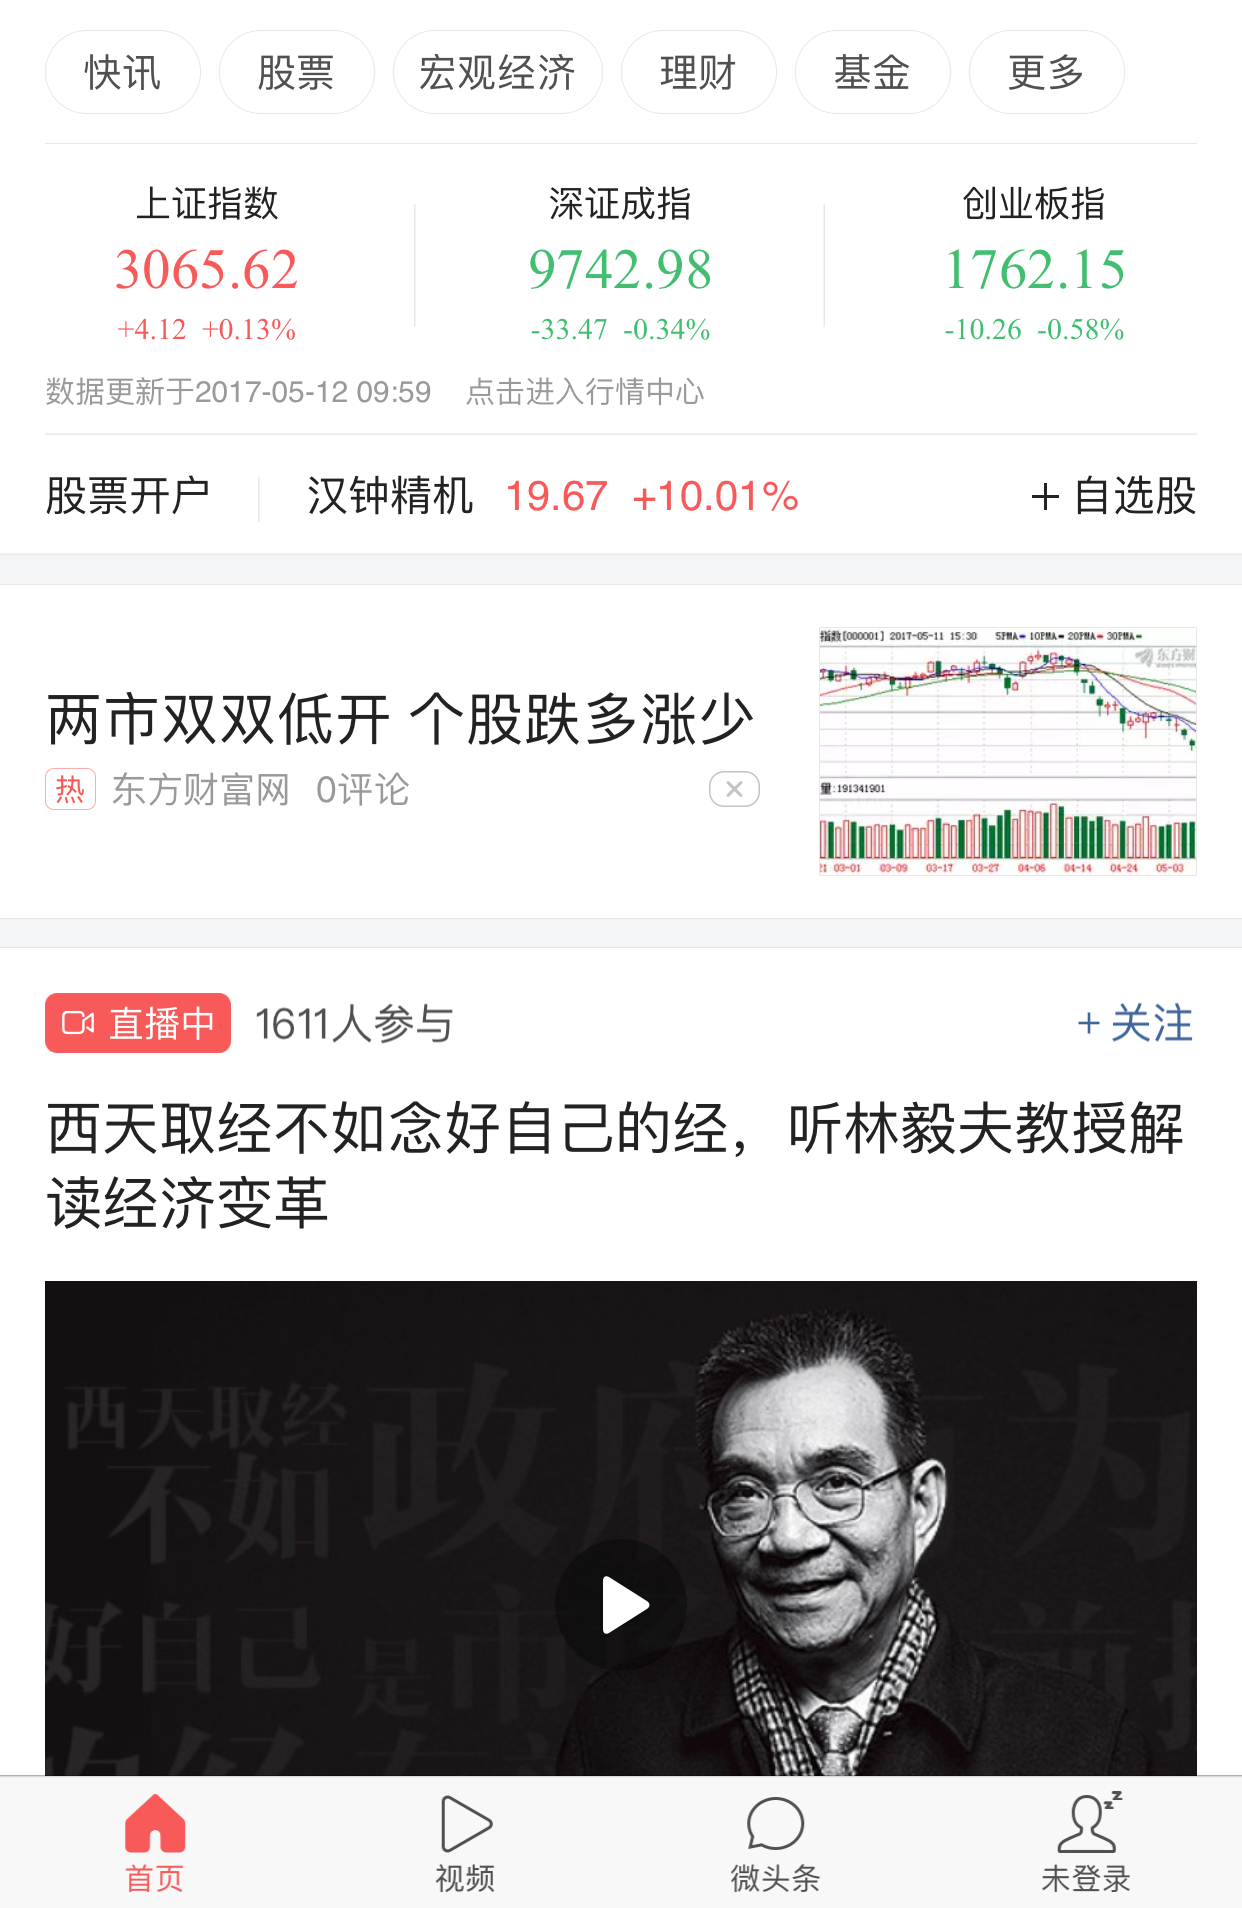 快讯 股票 宏观经济 理财 基金 更多
上证指数 深证成指 创业板指
3065.62 9742.98 1762.15
+4.12 +0.13% -33.47 -0.34% -10.26 -0.58%
数据更新于2017-05-12 09:59 点击进入行情中心
股票开户 汉钟精机 19.67 +10.01% +自选股
指数[000001] 2017-05-11 15:30 5PMA 10PMA 20PMA 30PMA
东方财
两市双双低开 个股跌多涨少
热 东方财富网 0评论
量:191341901
03-01 03-09 03-17 03-27 04-06 04-14 04-24 05-03
直播中 1611人参与 +关注
西天取经不如念好自己的经，听林毅夫教授解
读经济变革
西天取经 政府 为
不如
好自己 是市 前
首页 视频 微头条 未登录